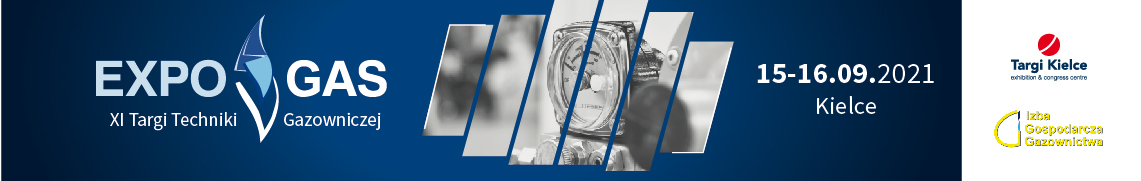 EXPO GAS
XI Targi Techniki Gazowniczej
15-16.09.2021
Kielce
Targi Kielce
exhibition & congress centre
Izba
Gospodarcza
Gazownictwa